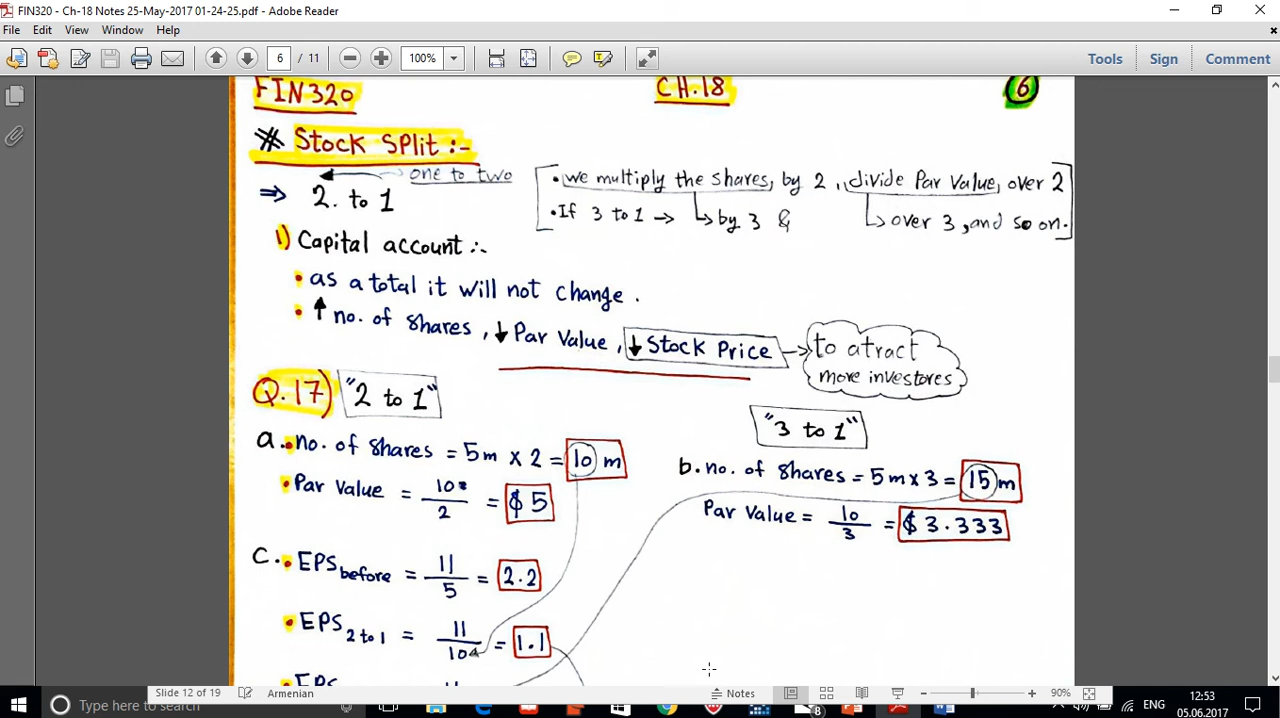 FIN320 - Ch-18 Notes 25-May-2017 01-24-25.pdf - Adobe Reader
File Edit View Window Help
6 / 11 100% Tools Sign Comment
FIN320 CH.18 6
* Stock Split :-
one to two
⇒ 2. to 1
• we multiply the shares, by 2, divide Par Value, over 2
• If 3 to 1 → by 3 & over 3, and so on.
1) Capital account ∴
• as a total it will not change.
• ↑ no. of shares, ↓ Par Value, ↓ Stock Price → to atract
more investores
Q.17) "2 to 1"
"3 to 1"
a. • no. of shares = 5m x 2 = 10 m
• Par Value = 10/2 = $5
b. no. of shares = 5m x 3 = 15 m
Par Value = 10/3 = $3.333
C. • EPS before = 11/5 = 2.2
• EPS 2 to 1 = 11/10 = 1.1
Slide 12 of 19 Armenian Notes 90%
Type here to search 8 ENG 12:53
05.06.2017